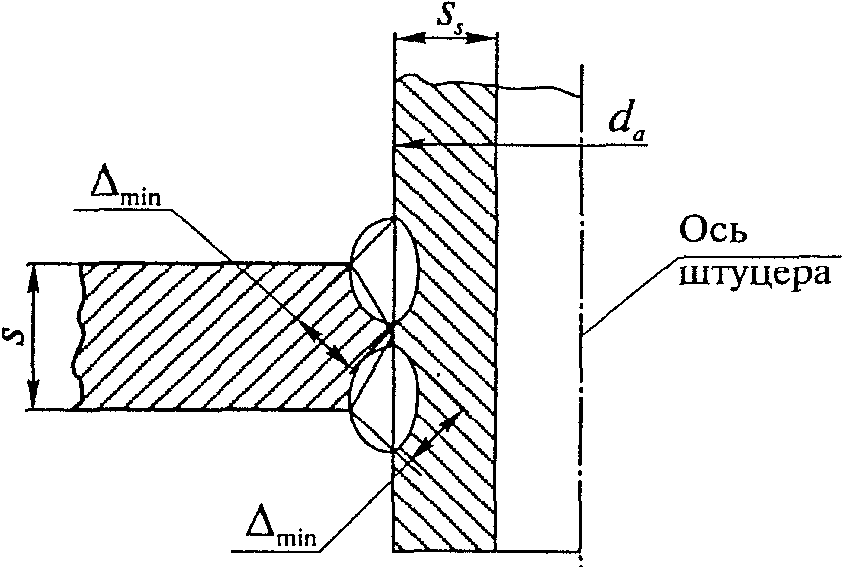 s_s
d_a
Δ_min
Ось
штуцера
s
Δ_min